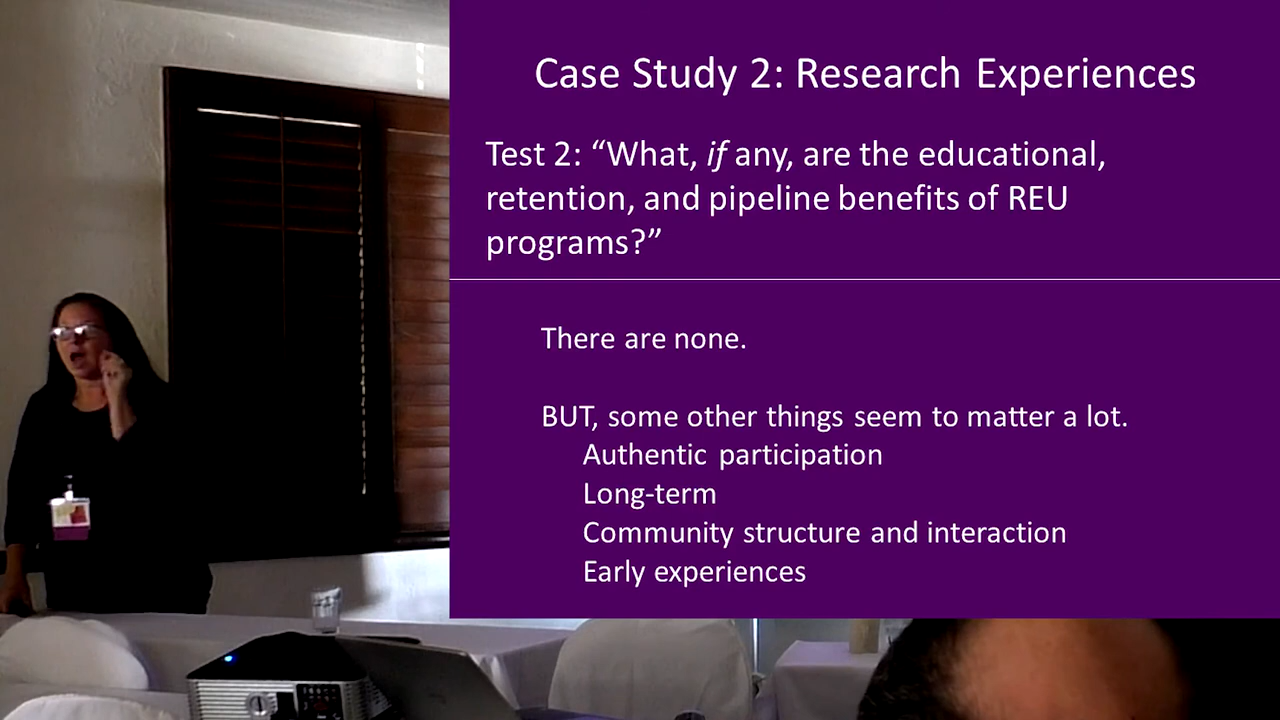 Case Study 2: Research Experiences
Test 2: “What, if any, are the educational,
retention, and pipeline benefits of REU
programs?”
There are none.
BUT, some other things seem to matter a lot.
Authentic participation
Long-term
Community structure and interaction
Early experiences